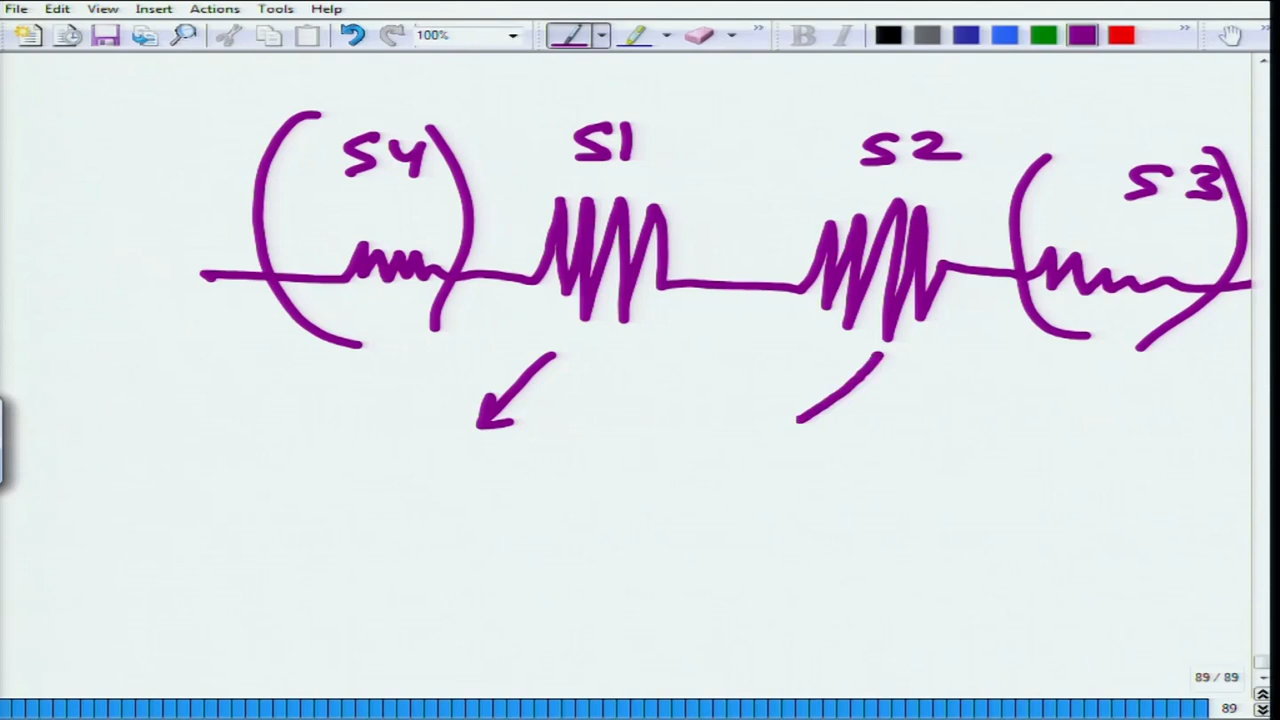 File Edit View Insert Actions Tools Help
100% B I
S4 S1 S2 S3
89 / 89
89